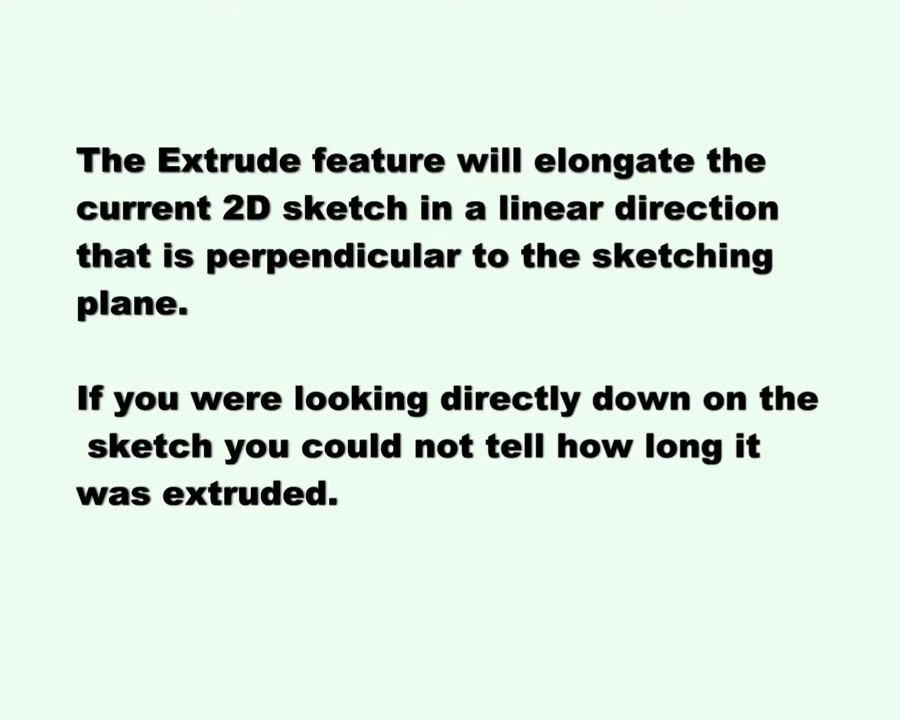 The Extrude feature will elongate the
current 2D sketch in a linear direction
that is perpendicular to the sketching
plane.
If you were looking directly down on the
sketch you could not tell how long it
was extruded.